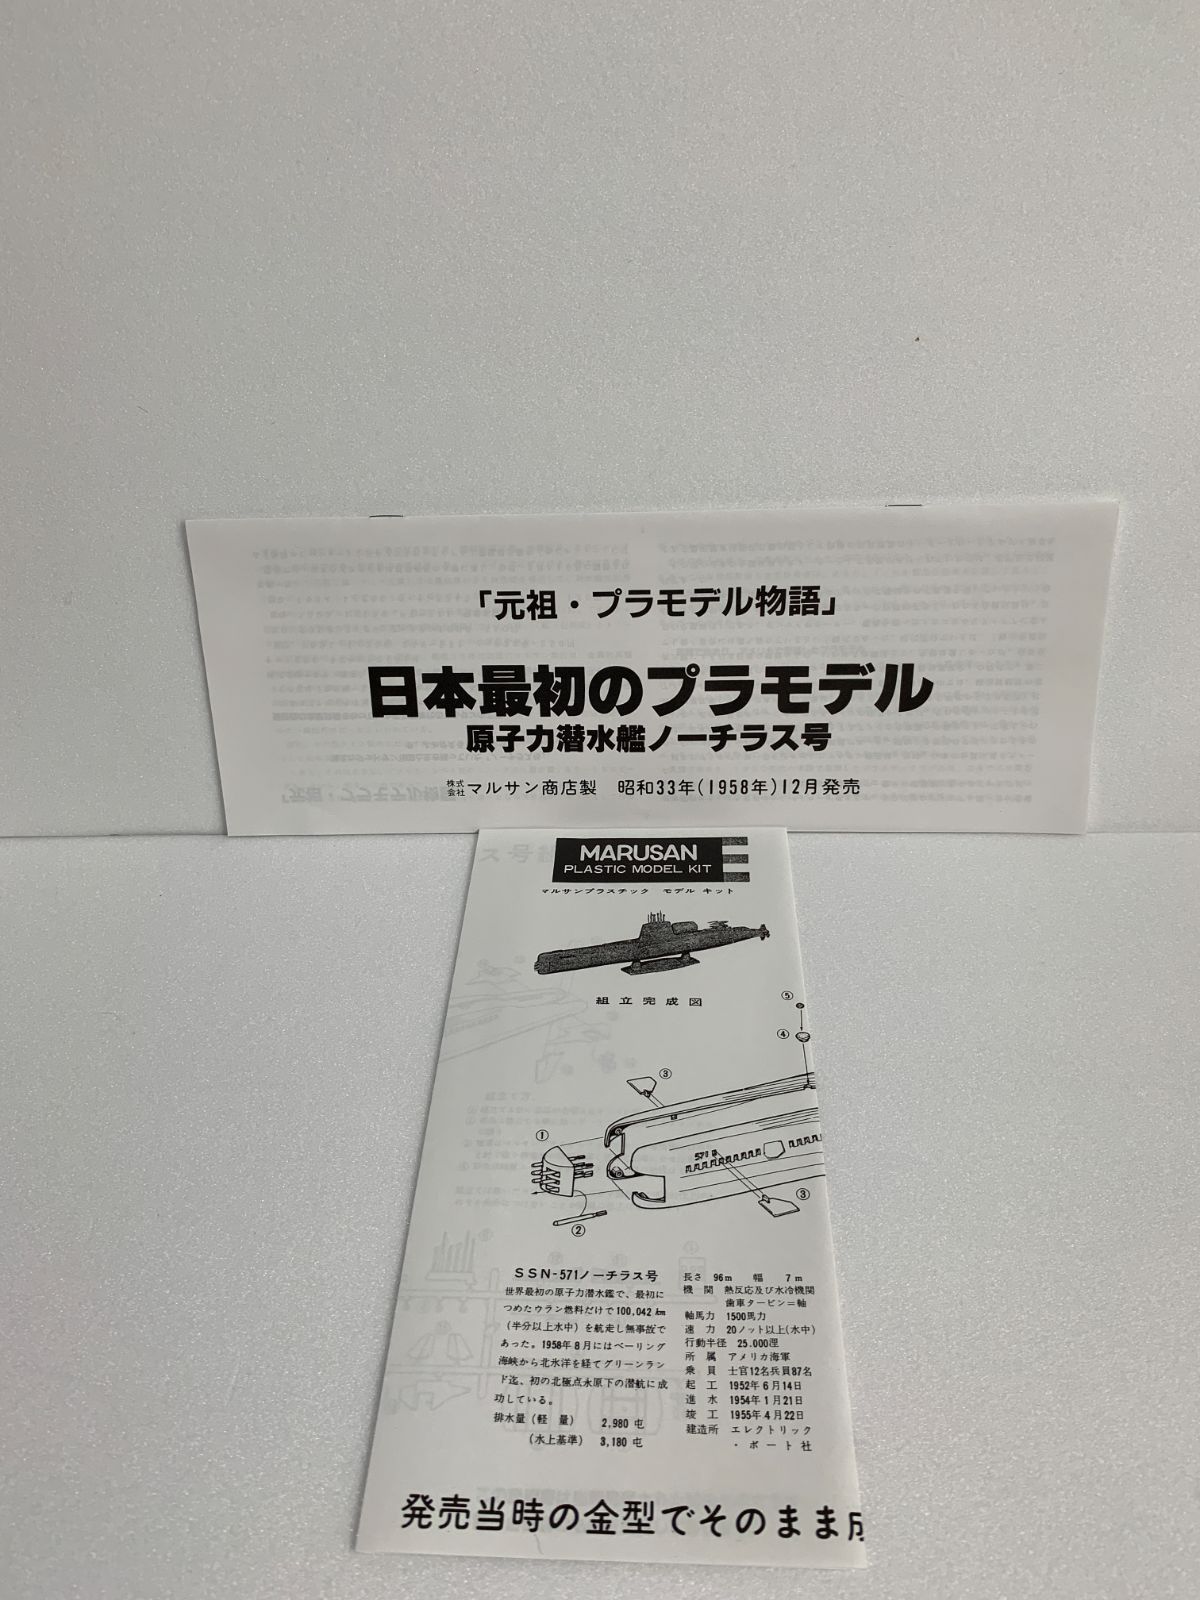 「元祖・プラモデル物語」
日本最初のプラモデル
原子力潜水艦ノーチラス号
株式会社マルサン商店製 昭和33年(1958年)12月発売
MARUSAN
PLASTIC MODEL KIT
マルサンプラスチック モデル キット
組立完成図
⑤
④
③
①
571
③
②
SSN-571ノーチラス号
世界最初の原子力潜水艦で、最初に
つめたウラン燃料だけで100,042㎞
(半分以上水中)を航走し無事故で
あった。1958年8月にはベーリング
海峡から北氷洋を経てグリーンラン
ド迄、初の北極点氷原下の潜航に成
功している。
排水量(軽 量) 2,980屯
(水上基準) 3,180屯
長さ 96m 幅 7m
機 関 熱反応及び水冷機関
歯車タービン=軸
軸馬力 1500馬力
速 力 20ノット以上(水中)
行動半径 25.000浬
所 属 アメリカ海軍
乗 員 士官12名兵員87名
起 工 1952年6月14日
進 水 1954年1月21日
竣 工 1955年4月22日
建造所 エレクトリック
・ボート社
発売当時の金型でそのまま成